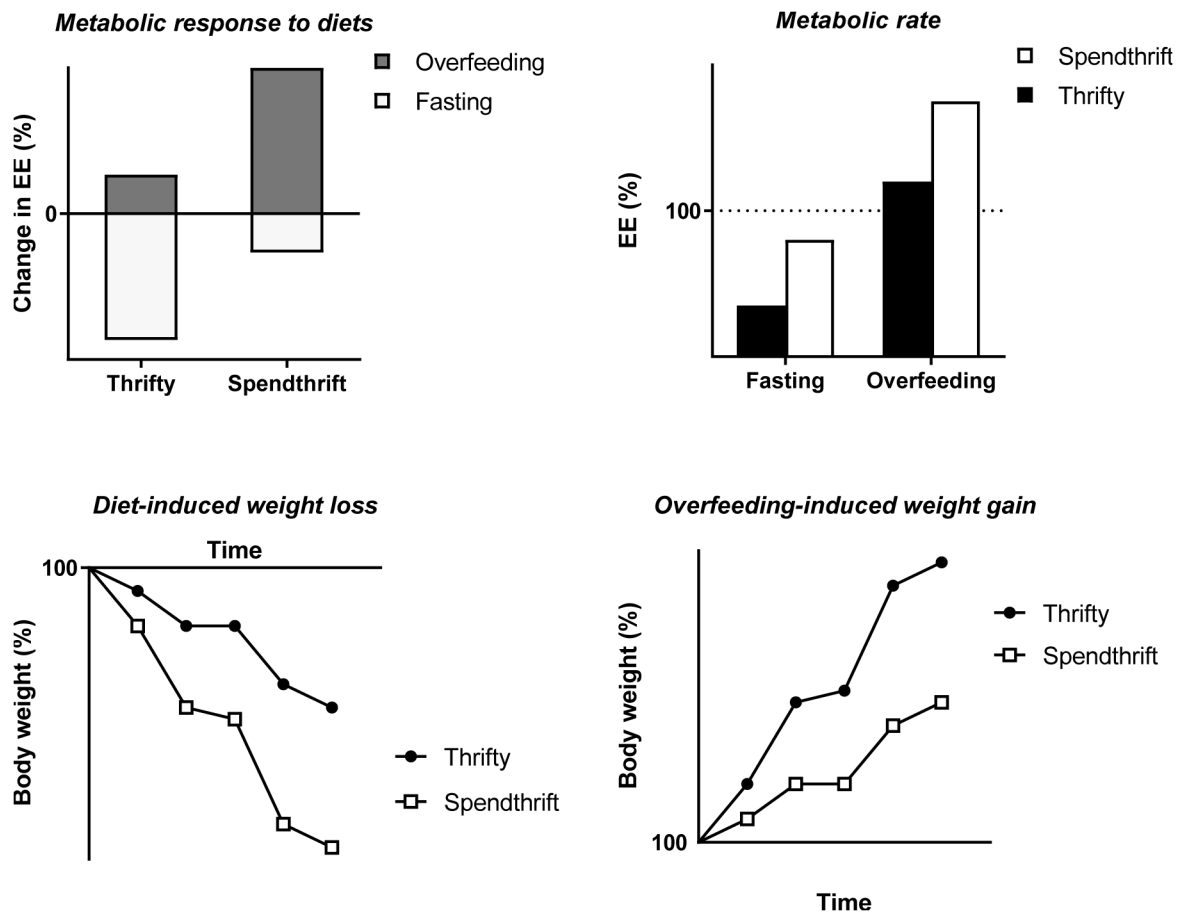 Metabolic response to diets
Overfeeding
Fasting
Change in EE (%)
0
Thrifty
Spendthrift
Metabolic rate
Spendthrift
Thrifty
EE (%)
100
Fasting
Overfeeding
Diet-induced weight loss
Time
100
Body weight (%)
Thrifty
Spendthrift
Overfeeding-induced weight gain
Body weight (%)
Thrifty
Spendthrift
100
Time